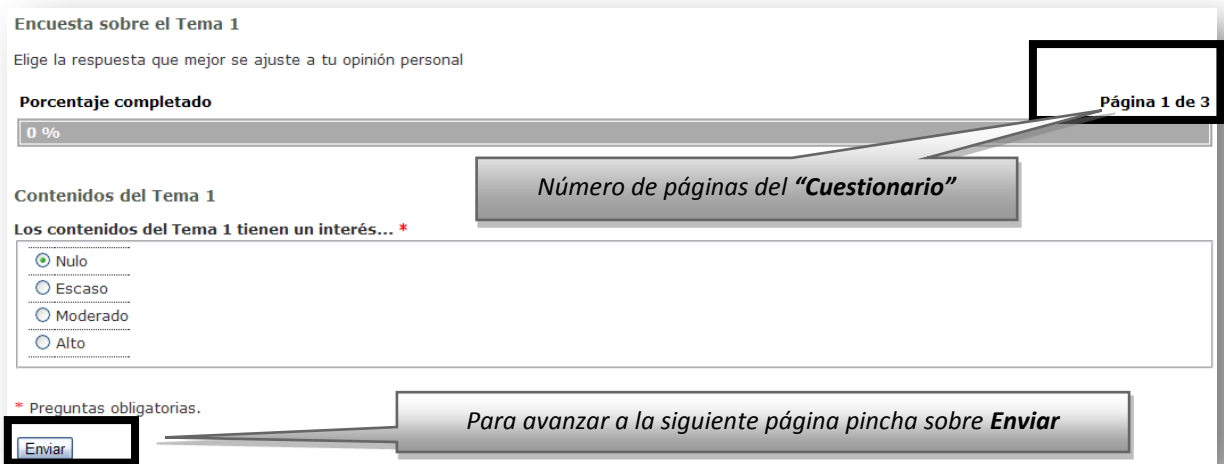 Encuesta sobre el Tema 1
Elige la respuesta que mejor se ajuste a tu opinión personal
Porcentaje completado
Página 1 de 3
0 %
Número de páginas del “Cuestionario”
Contenidos del Tema 1
Los contenidos del Tema 1 tienen un interés... *
Nulo
Escaso
Moderado
Alto
* Preguntas obligatorias.
Para avanzar a la siguiente página pincha sobre Enviar
Enviar